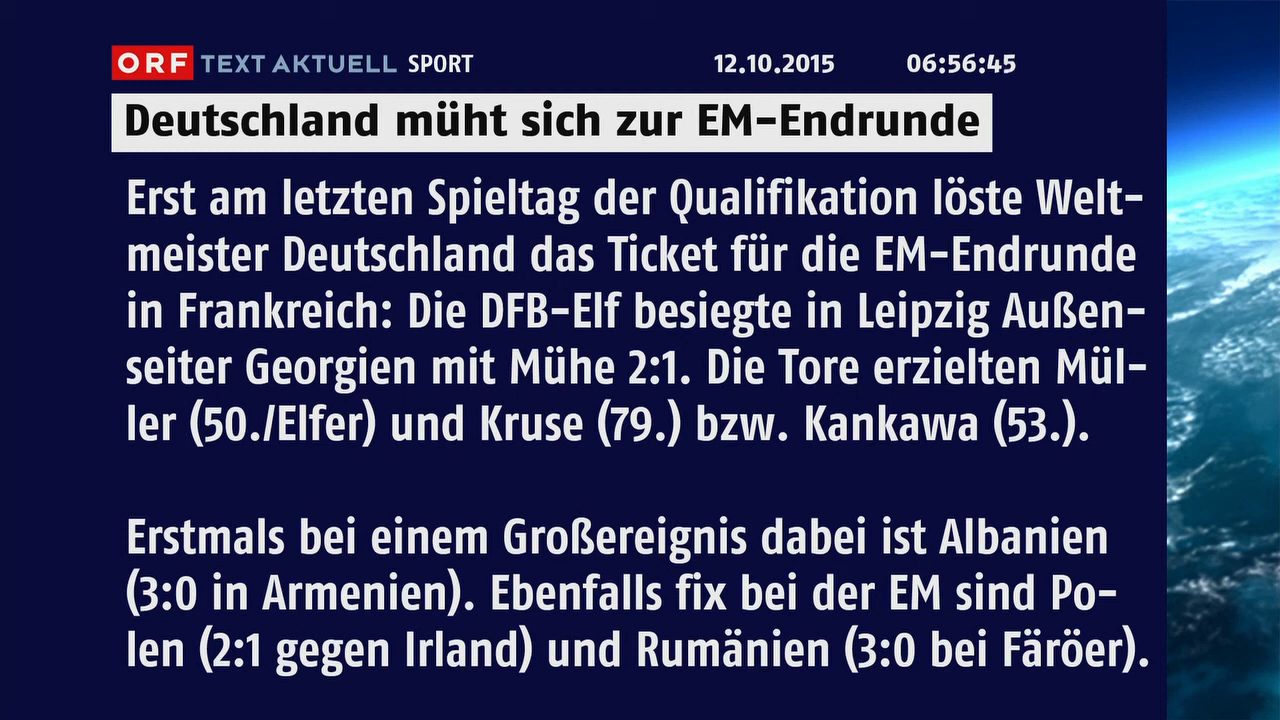 ORF TEXT AKTUELL SPORT 12.10.2015 06:56:45
Deutschland müht sich zur EM-Endrunde
Erst am letzten Spieltag der Qualifikation löste Welt-
meister Deutschland das Ticket für die EM-Endrunde
in Frankreich: Die DFB-Elf besiegte in Leipzig Außen-
seiter Georgien mit Mühe 2:1. Die Tore erzielten Mül-
ler (50./Elfer) und Kruse (79.) bzw. Kankawa (53.).
Erstmals bei einem Großereignis dabei ist Albanien
(3:0 in Armenien). Ebenfalls fix bei der EM sind Po-
len (2:1 gegen Irland) und Rumänien (3:0 bei Färöer).